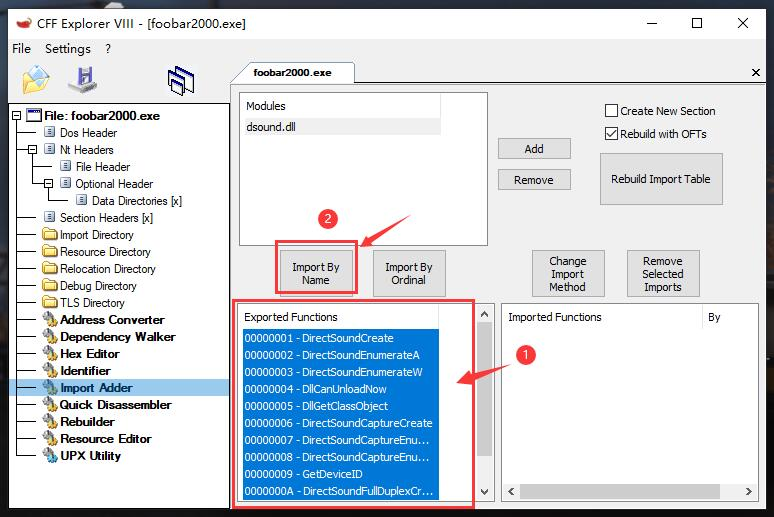 CFF Explorer VIII - [foobar2000.exe]
File Settings ?
foobar2000.exe
File: foobar2000.exe
Dos Header
Nt Headers
File Header
Optional Header
Data Directories [x]
Section Headers [x]
Import Directory
Resource Directory
Relocation Directory
Debug Directory
TLS Directory
Address Converter
Dependency Walker
Hex Editor
Identifier
Import Adder
Quick Disassembler
Rebuilder
Resource Editor
UPX Utility
Modules
dsound.dll
Add
Remove
Create New Section
Rebuild with OFTs
Rebuild Import Table
2
Import By
Name
Import By
Ordinal
Change
Import
Method
Remove
Selected
Imports
Exported Functions
00000001 - DirectSoundCreate
00000002 - DirectSoundEnumerateA
00000003 - DirectSoundEnumerateW
00000004 - DllCanUnloadNow
00000005 - DllGetClassObject
00000006 - DirectSoundCaptureCreate
00000007 - DirectSoundCaptureEnu...
00000008 - DirectSoundCaptureEnu...
00000009 - GetDeviceID
0000000A - DirectSoundFullDuplexCr...
1
Imported Functions
By